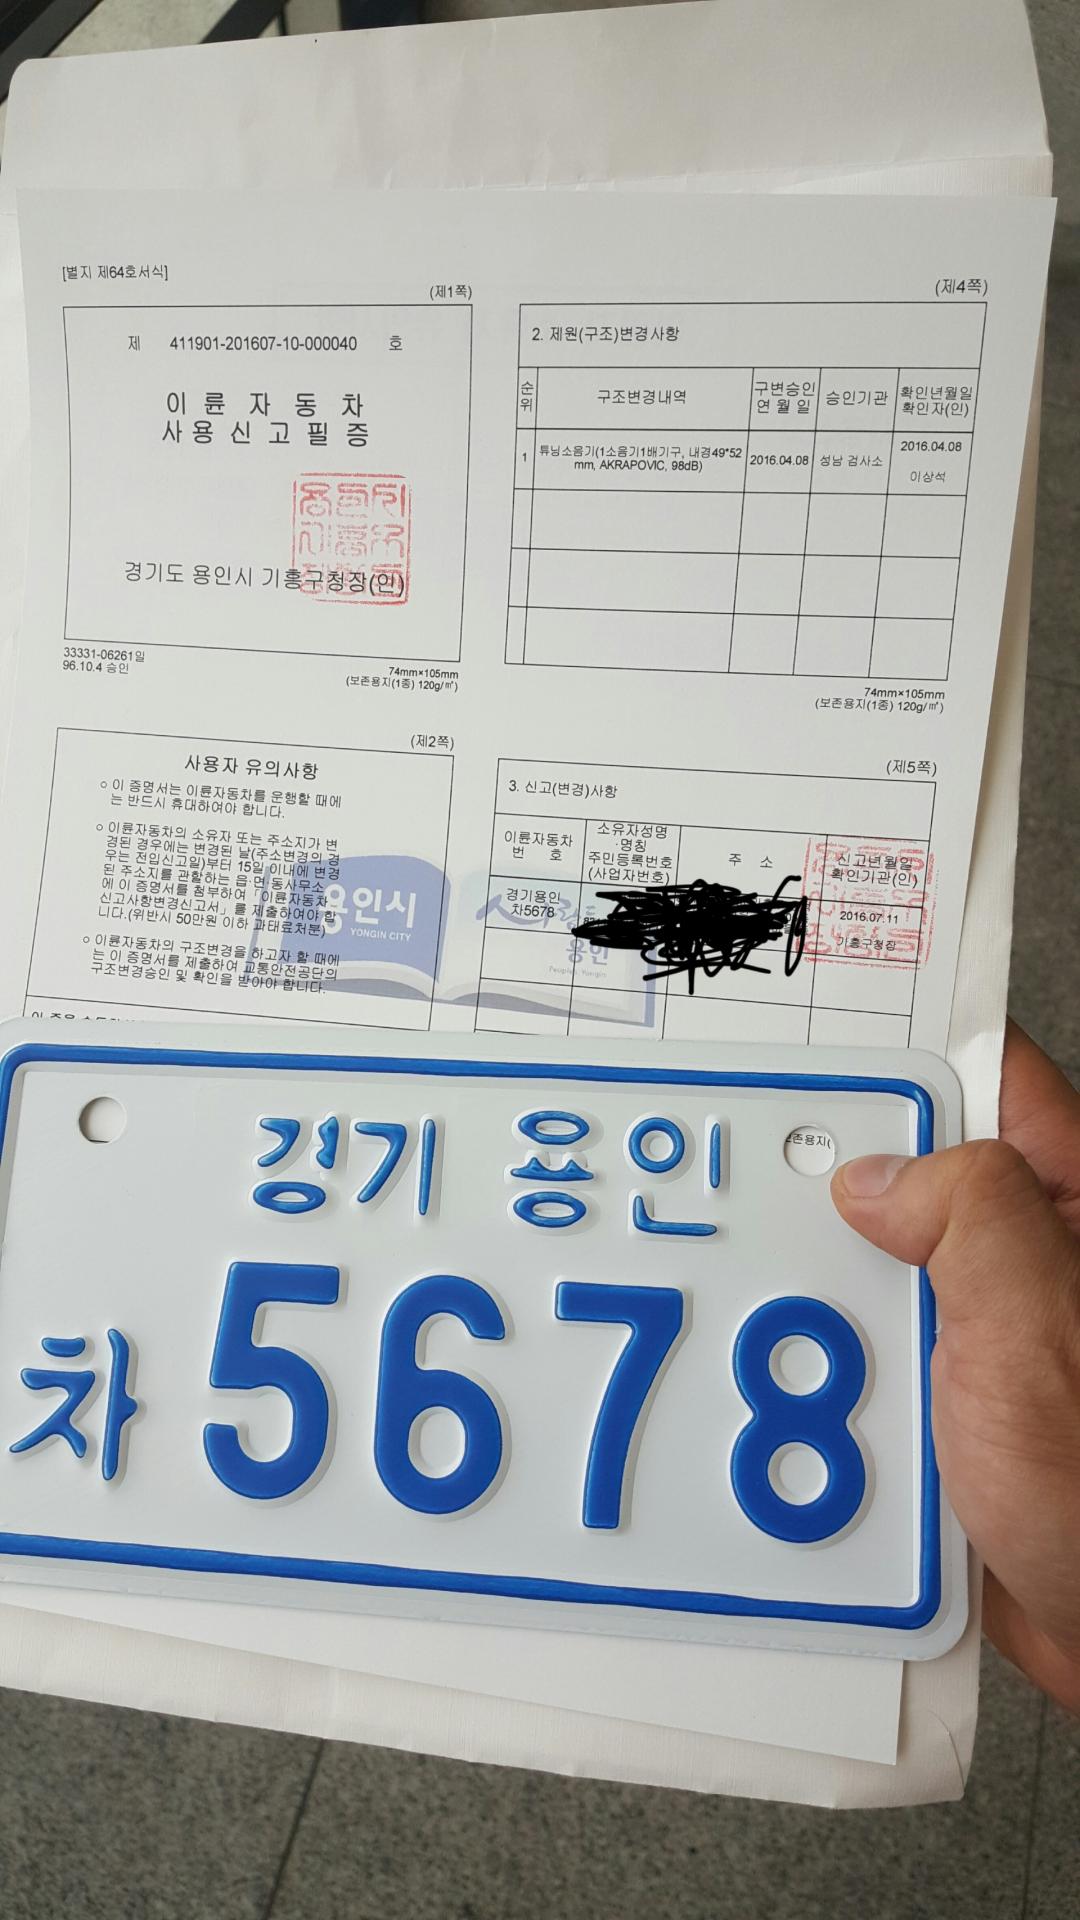 [별지 제64호서식]
(제1쪽)
제 411901-201607-10-000040 호
이 륜 자 동 차
사 용 신 고 필 증
경기도 용인시 기흥구청장(인)
33331-06261일
96.10.4 승인
74mm×105mm
(보존용지(1종) 120g/㎡)
(제4쪽)
2. 제원(구조)변경사항
순위
구조변경내역
구변승인
연 월 일
승인기관
확인년월일
확인자(인)
1
튜닝소음기(1소음기1배기구, 내경49*52
mm, AKRAPOVIC, 98dB)
2016.04.08
성남 검사소
2016.04.08
이상석
74mm×105mm
(보존용지(1종) 120g/㎡)
(제2쪽)
사용자 유의사항
○ 이 증명서는 이륜자동차를 운행할 때에
는 반드시 휴대하여야 합니다.
○ 이륜자동차의 소유자 또는 주소지가 변
경된 경우에는 변경된 날(주소변경의 경
우는 전입신고일)부터 15일 이내에 변경
된 주소지를 관할하는 읍·면·동사무소
에 이 증명서를 첨부하여 「이륜자동차
신고사항변경신고서」를 제출하여야 합
니다.(위반시 50만원 이하 과태료처분)
○ 이륜자동차의 구조변경을 하고자 할 때에
는 이 증명서를 제출하여 교통안전공단의
구조변경승인 및 확인을 받아야 합니다.
용인시
YONGIN CITY
사람들의
용인
People's Yongin
(제5쪽)
3. 신고(변경)사항
이륜자동차
번 호
소유자성명
·명칭
주민등록번호
(사업자번호)
주 소
신고년월일
확인기관(인)
경기용인
차5678
2016.07.11
기흥구청장
보존용지(
경기 용인
차 5678